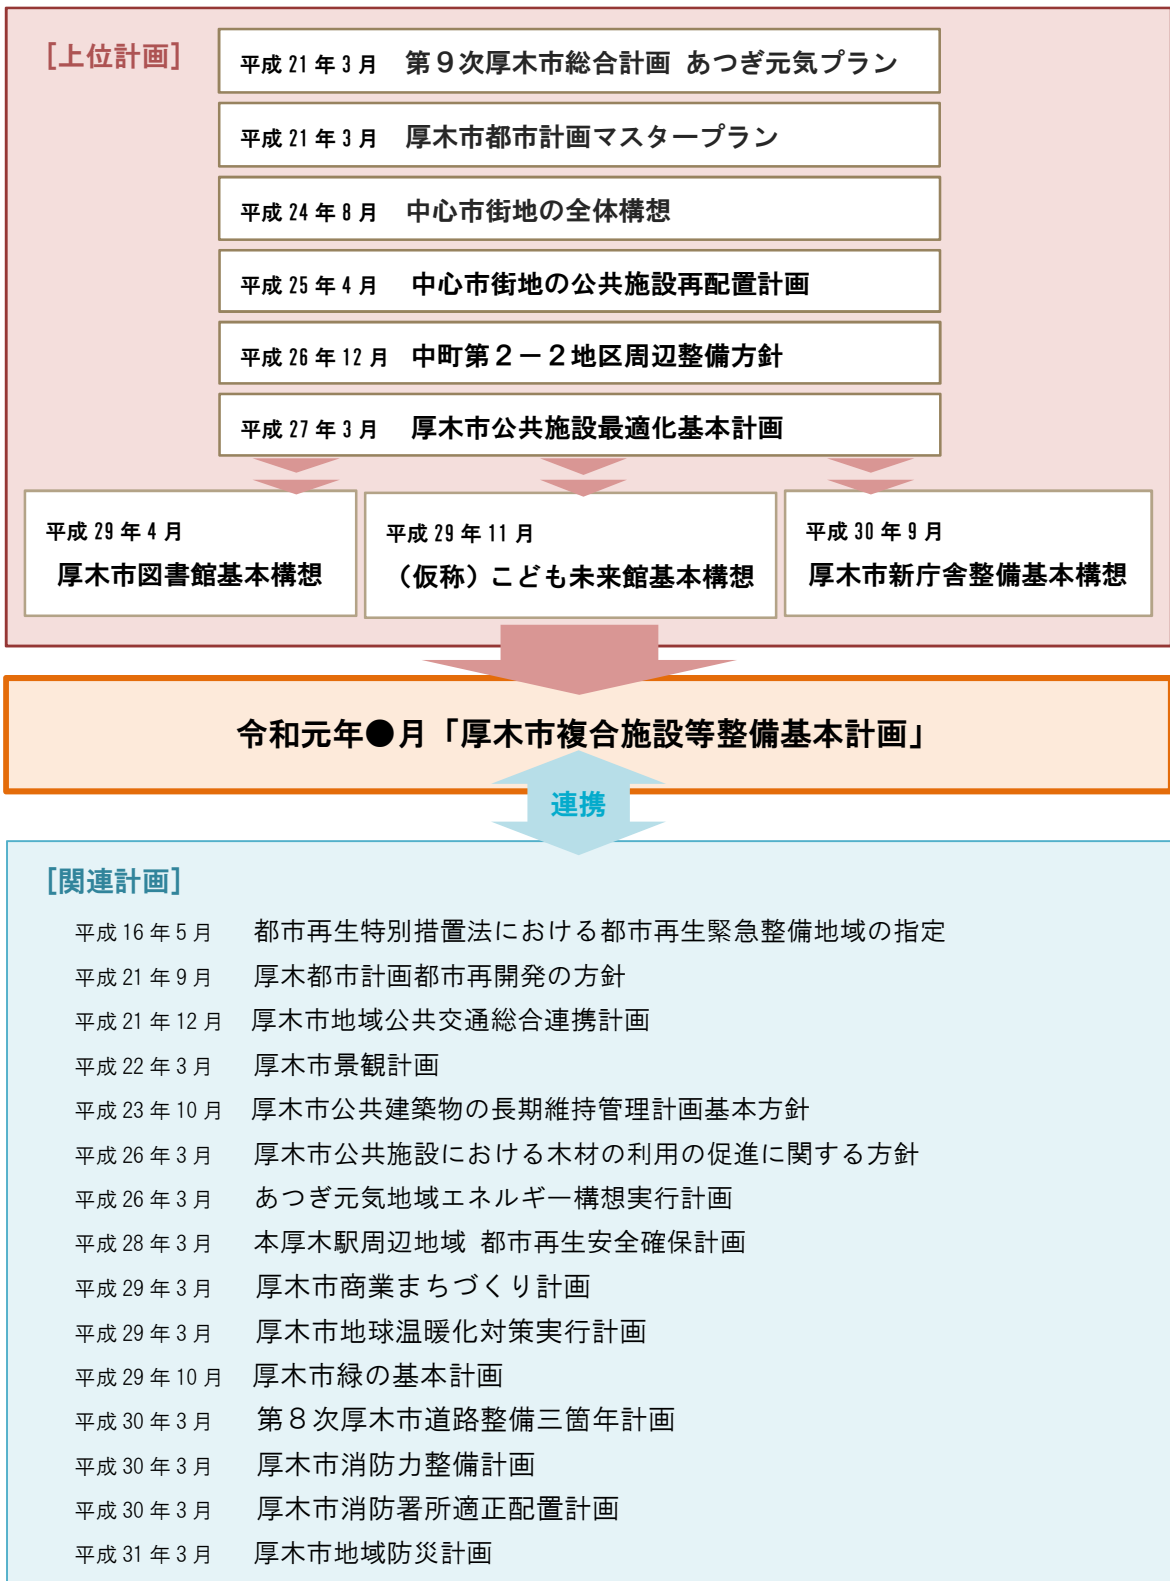 [上位計画]
平成 21 年 3 月 第９次厚木市総合計画 あつぎ元気プラン
平成 21 年 3 月 厚木市都市計画マスタープラン
平成 24 年 8 月 中心市街地の全体構想
平成 25 年 4 月 中心市街地の公共施設再配置計画
平成 26 年 12 月 中町第２－２地区周辺整備方針
平成 27 年 3 月 厚木市公共施設最適化基本計画
平成 29 年 4 月
厚木市図書館基本構想
平成 29 年 11 月
（仮称）こども未来館基本構想
平成 30 年 9 月
厚木市新庁舎整備基本構想
令和元年●月「厚木市複合施設等整備基本計画」
連携
[関連計画]
平成 16 年 5 月 都市再生特別措置法における都市再生緊急整備地域の指定
平成 21 年 9 月 厚木都市計画都市再開発の方針
平成 21 年 12 月 厚木市地域公共交通総合連携計画
平成 22 年 3 月 厚木市景観計画
平成 23 年 10 月 厚木市公共建築物の長期維持管理計画基本方針
平成 26 年 3 月 厚木市公共施設における木材の利用の促進に関する方針
平成 26 年 3 月 あつぎ元気地域エネルギー構想実行計画
平成 28 年 3 月 本厚木駅周辺地域 都市再生安全確保計画
平成 29 年 3 月 厚木市商業まちづくり計画
平成 29 年 3 月 厚木市地球温暖化対策実行計画
平成 29 年 10 月 厚木市緑の基本計画
平成 30 年 3 月 第８次厚木市道路整備三箇年計画
平成 30 年 3 月 厚木市消防力整備計画
平成 30 年 3 月 厚木市消防署所適正配置計画
平成 31 年 3 月 厚木市地域防災計画